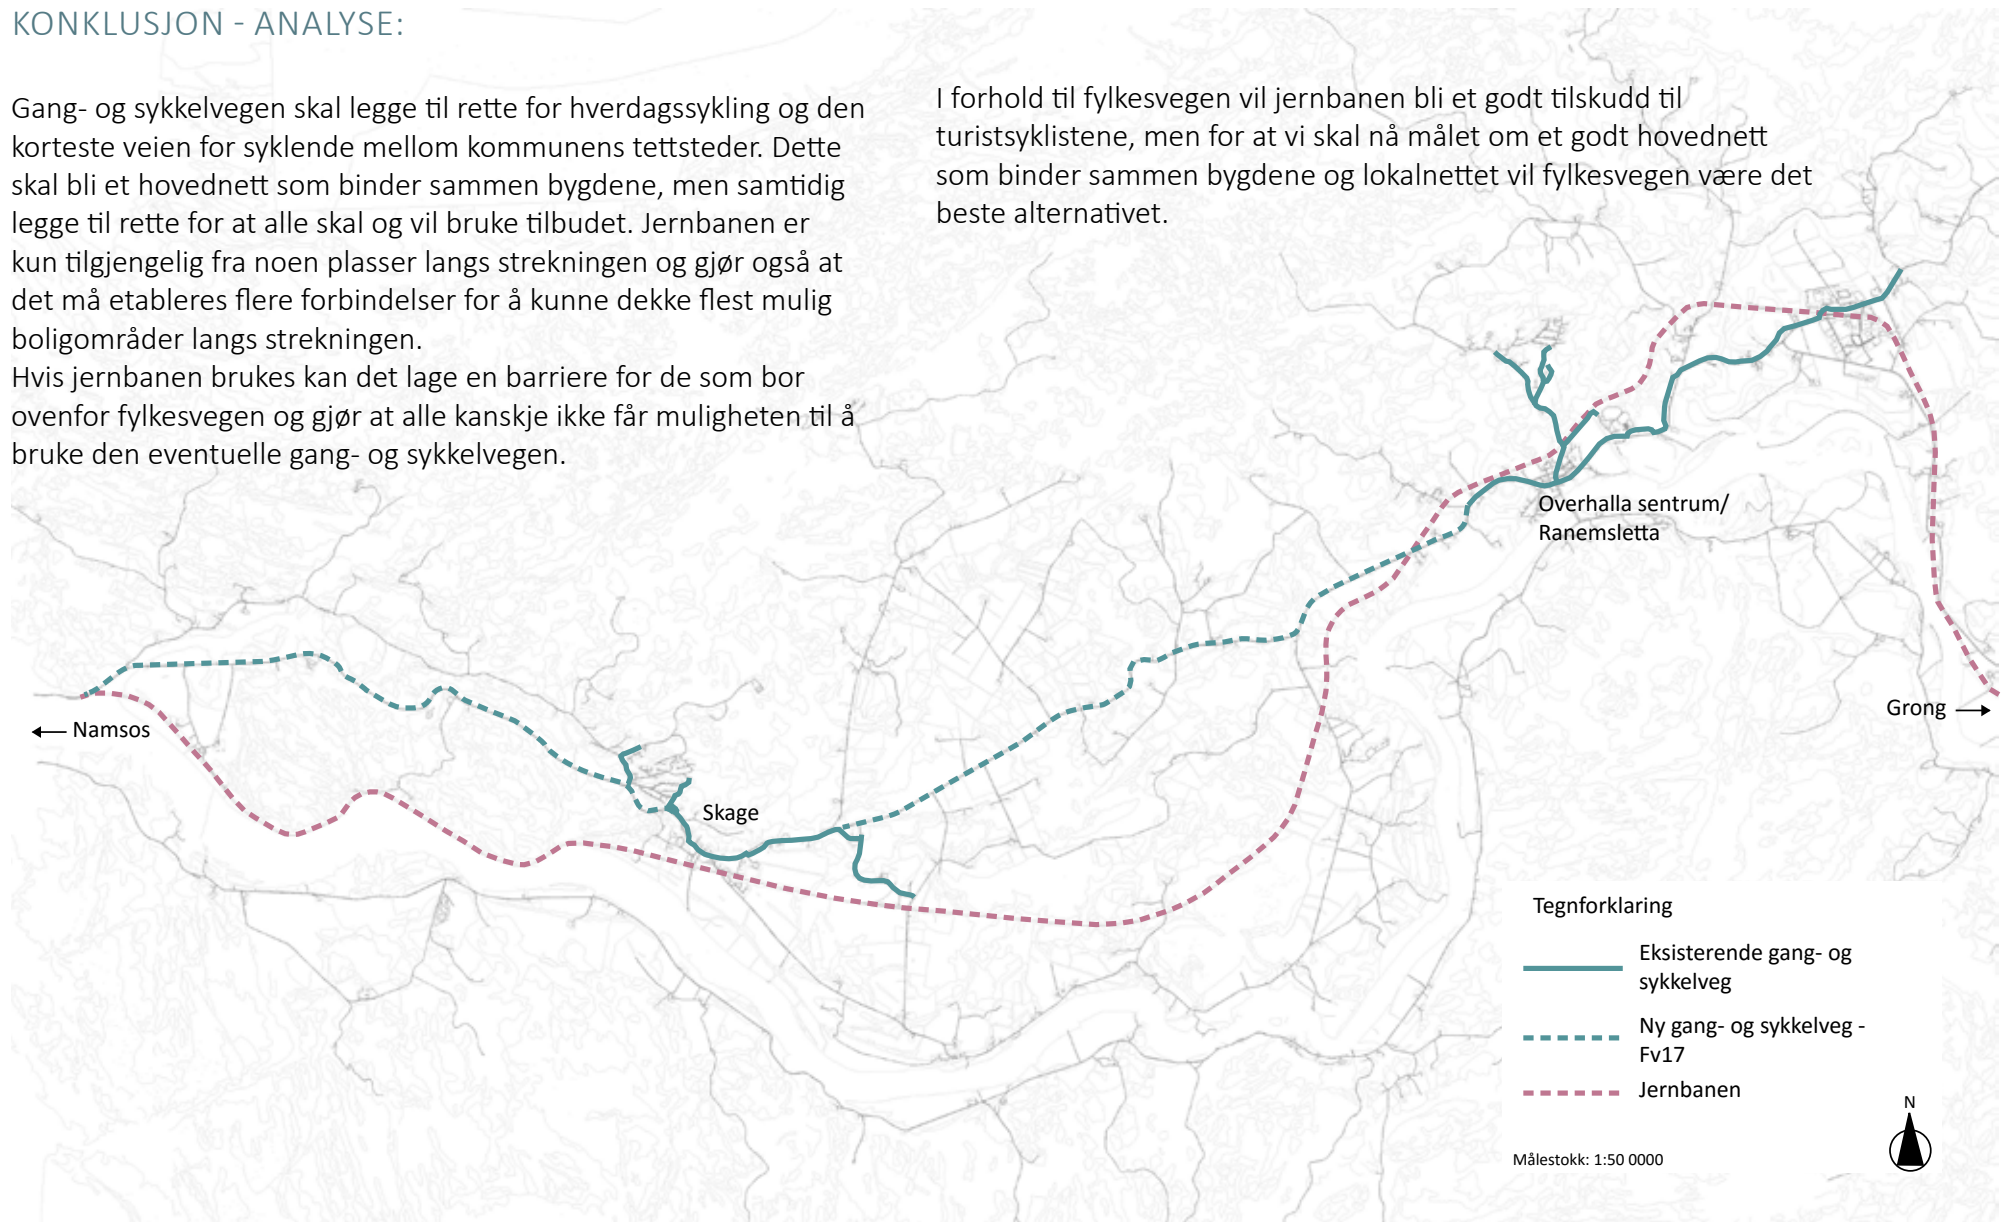 KONKLUSJON - ANALYSE:
Gang- og sykkelvegen skal legge til rette for hverdagssykling og den
korteste veien for syklende mellom kommunens tettsteder. Dette
skal bli et hovednett som binder sammen bygdene, men samtidig
legge til rette for at alle skal og vil bruke tilbudet. Jernbanen er
kun tilgjengelig fra noen plasser langs strekningen og gjør også at
det må etableres flere forbindelser for å kunne dekke flest mulig
boligområder langs strekningen.
Hvis jernbanen brukes kan det lage en barriere for de som bor
ovenfor fylkesvegen og gjør at alle kanskje ikke får muligheten til å
bruke den eventuelle gang- og sykkelvegen.
I forhold til fylkesvegen vil jernbanen bli et godt tilskudd til
turistsyklistene, men for at vi skal nå målet om et godt hovednett
som binder sammen bygdene og lokalnettet vil fylkesvegen være det
beste alternativet.
Overhalla sentrum/
Ranemsletta
Grong
Namsos
Skage
Tegnforklaring
Eksisterende gang- og
sykkelveg
Ny gang- og sykkelveg -
Fv17
Jernbanen
N
Målestokk: 1:50 0000